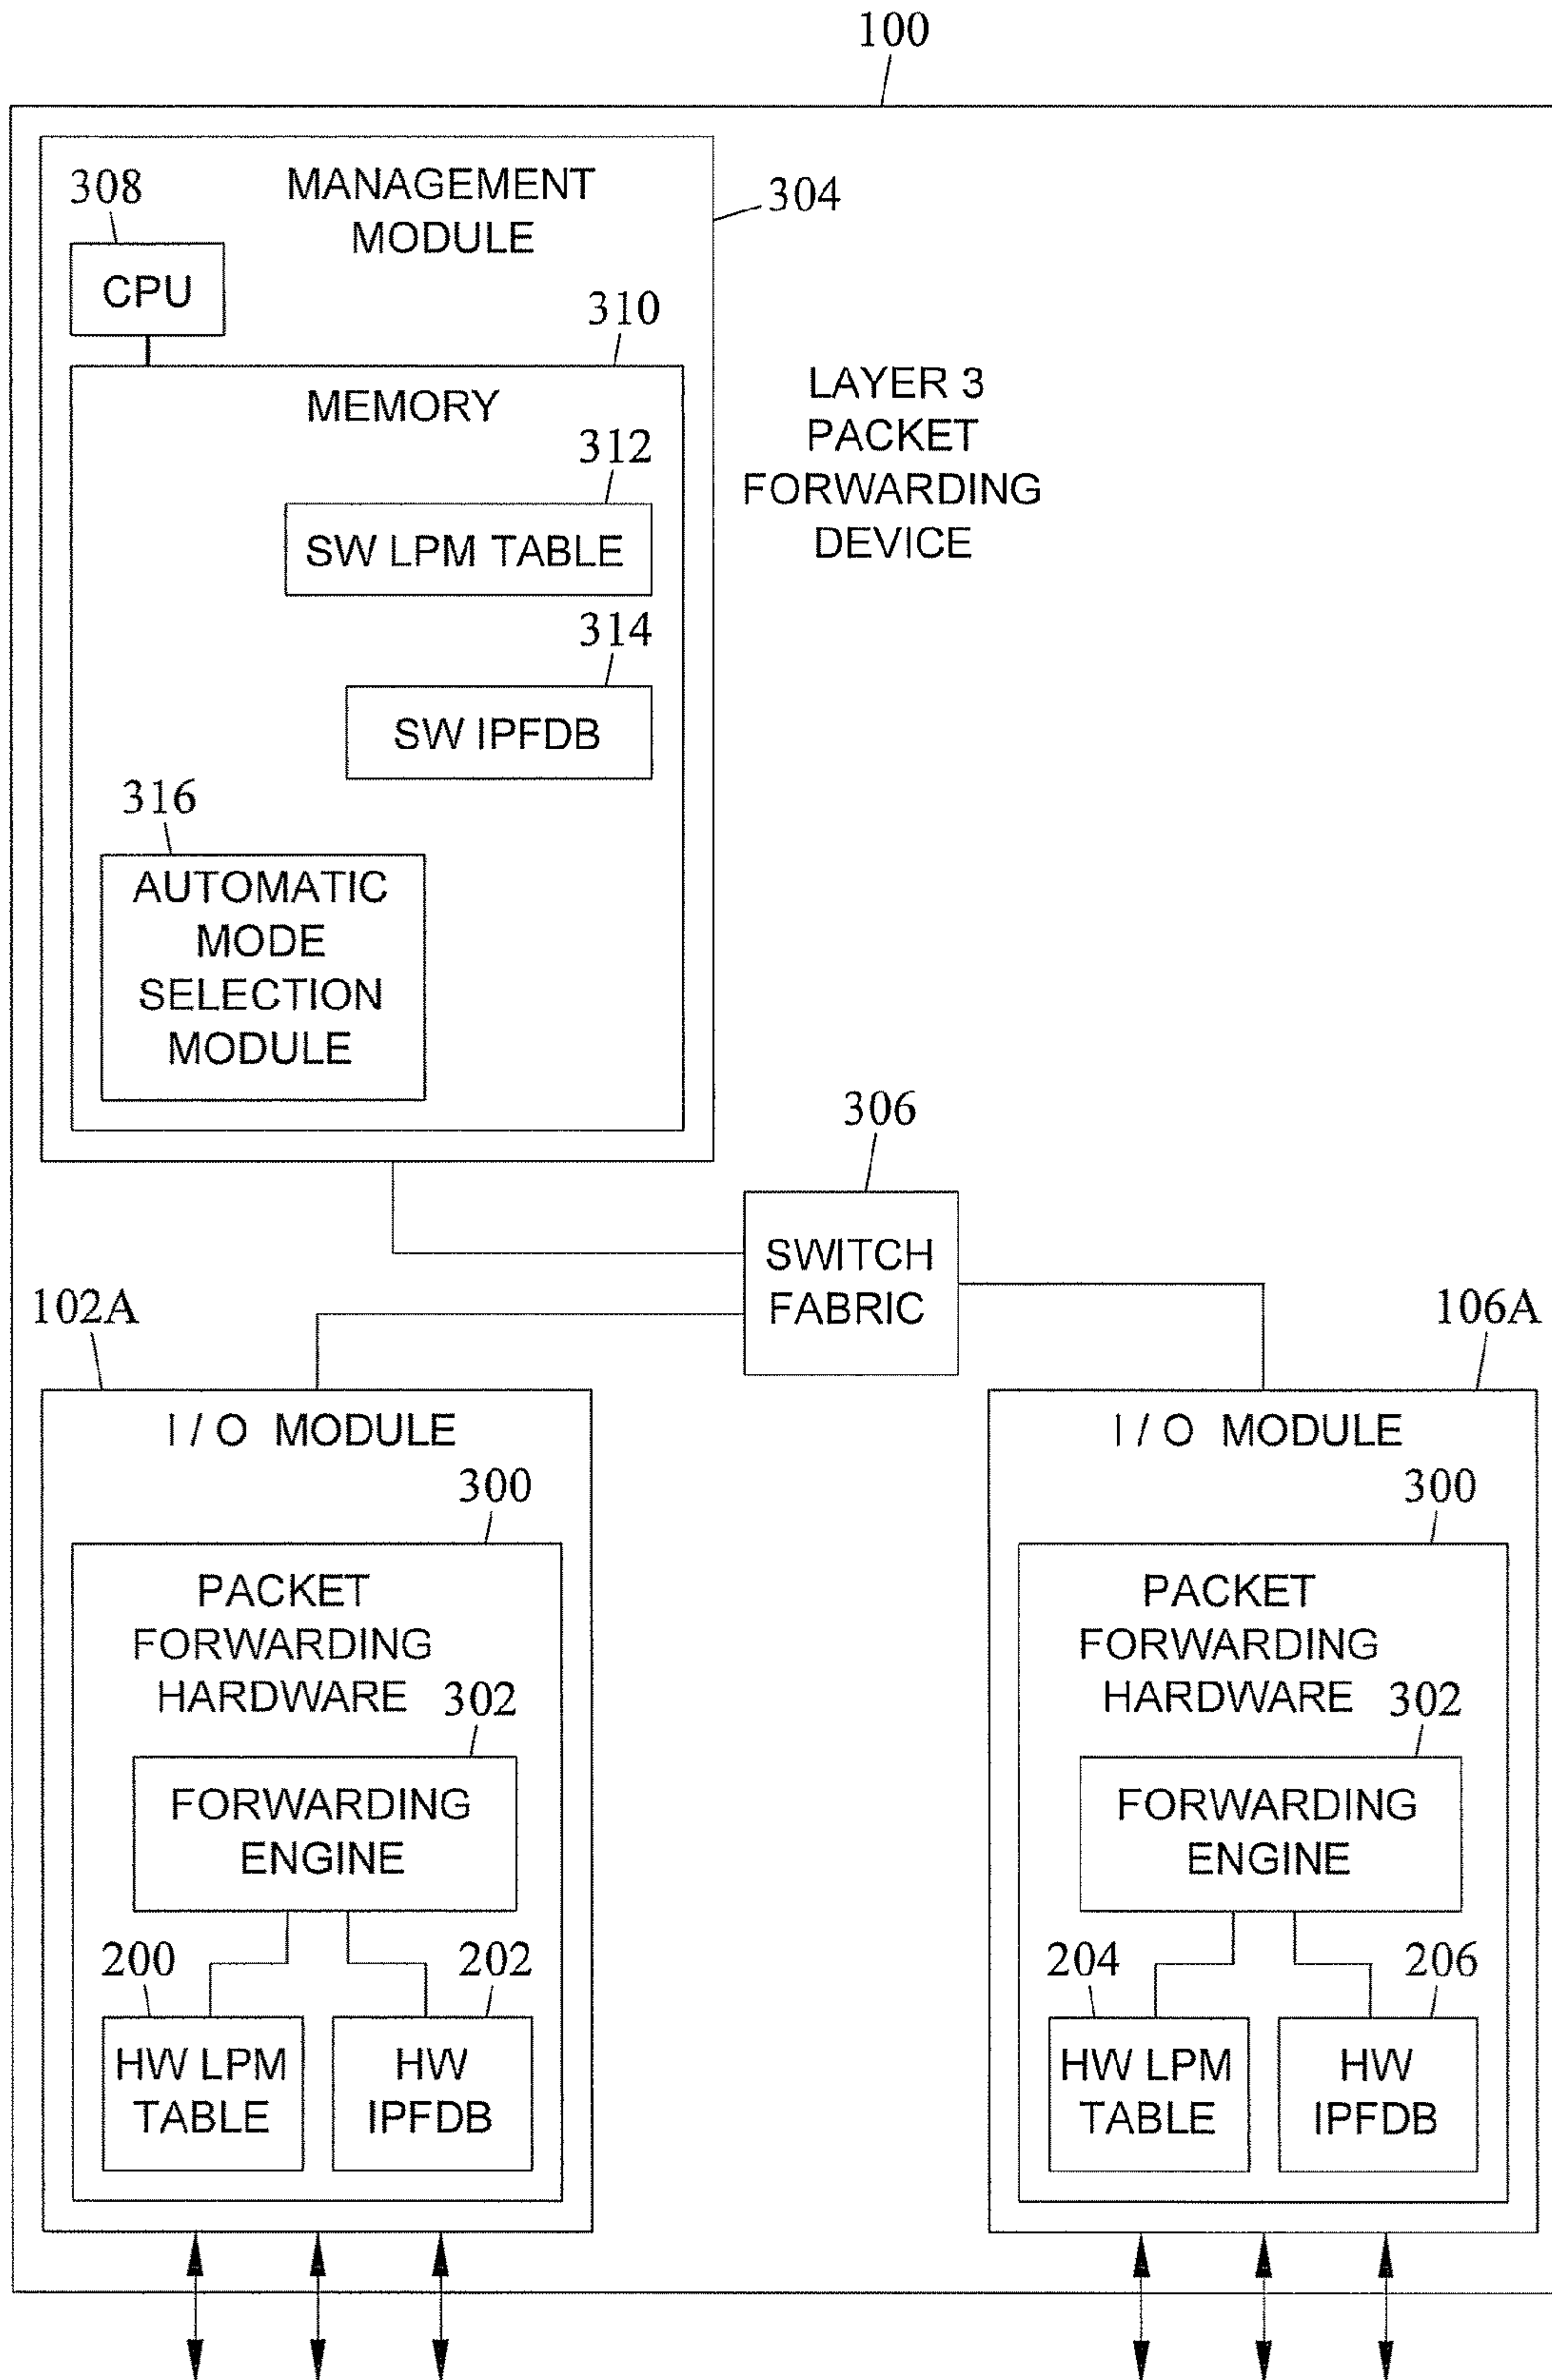 100
308
MANAGEMENT
MODULE
304
CPU
310
MEMORY
LAYER 3
PACKET
FORWARDING
DEVICE
312
SW LPM TABLE
314
SW IPFDB
316
AUTOMATIC
MODE
SELECTION
MODULE
306
SWITCH
FABRIC
102A
I / O MODULE
300
PACKET
FORWARDING
HARDWARE
302
FORWARDING
ENGINE
200
202
HW LPM
TABLE
HW
IPFDB
106A
I / O MODULE
300
PACKET
FORWARDING
HARDWARE
302
FORWARDING
ENGINE
204
206
HW LPM
TABLE
HW
IPFDB